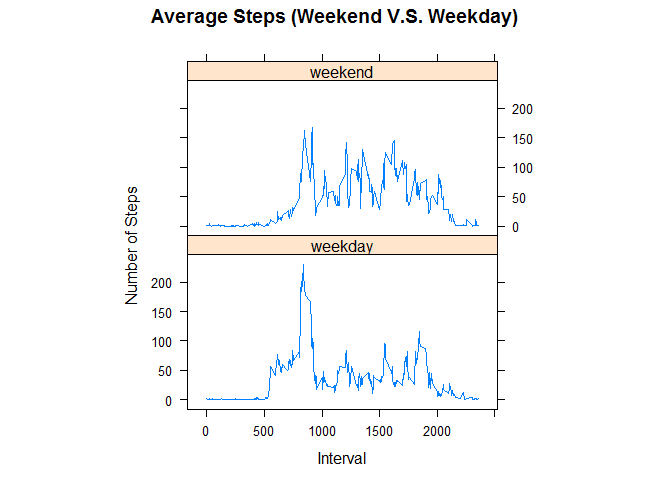 Average Steps (Weekend V.S. Weekday)
weekend
200
150
100
50
0
weekday
200
150
100
50
0
Number of Steps
0 500 1000 1500 2000
Interval